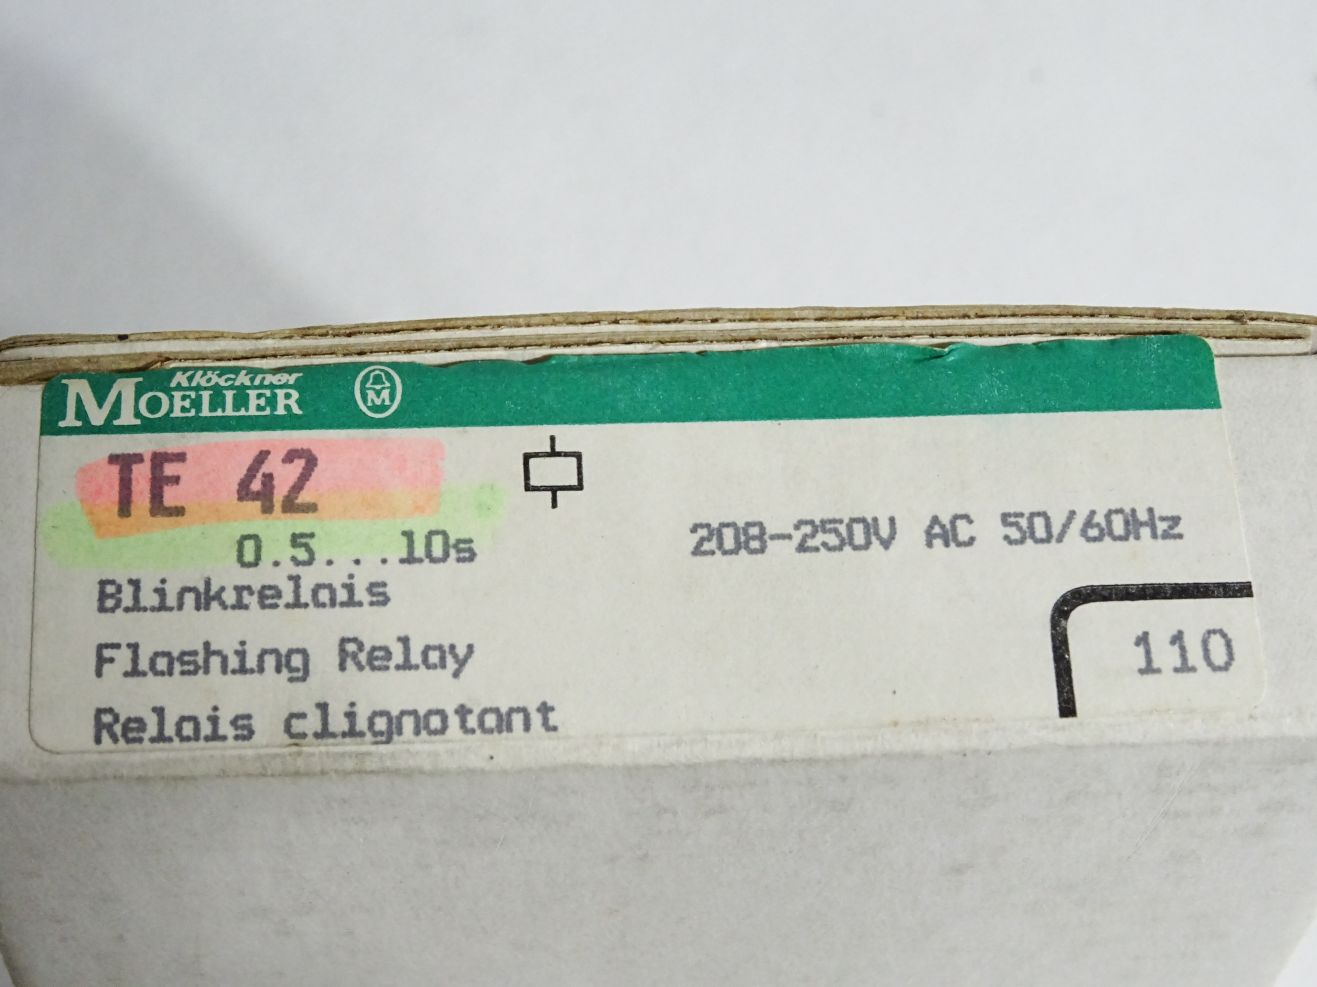 Klöckner
MOELLER
M
TE 42
0.5...10s
208-250V AC 50/60Hz
Blinkrelais
Flashing Relay
110
Relais clignotant